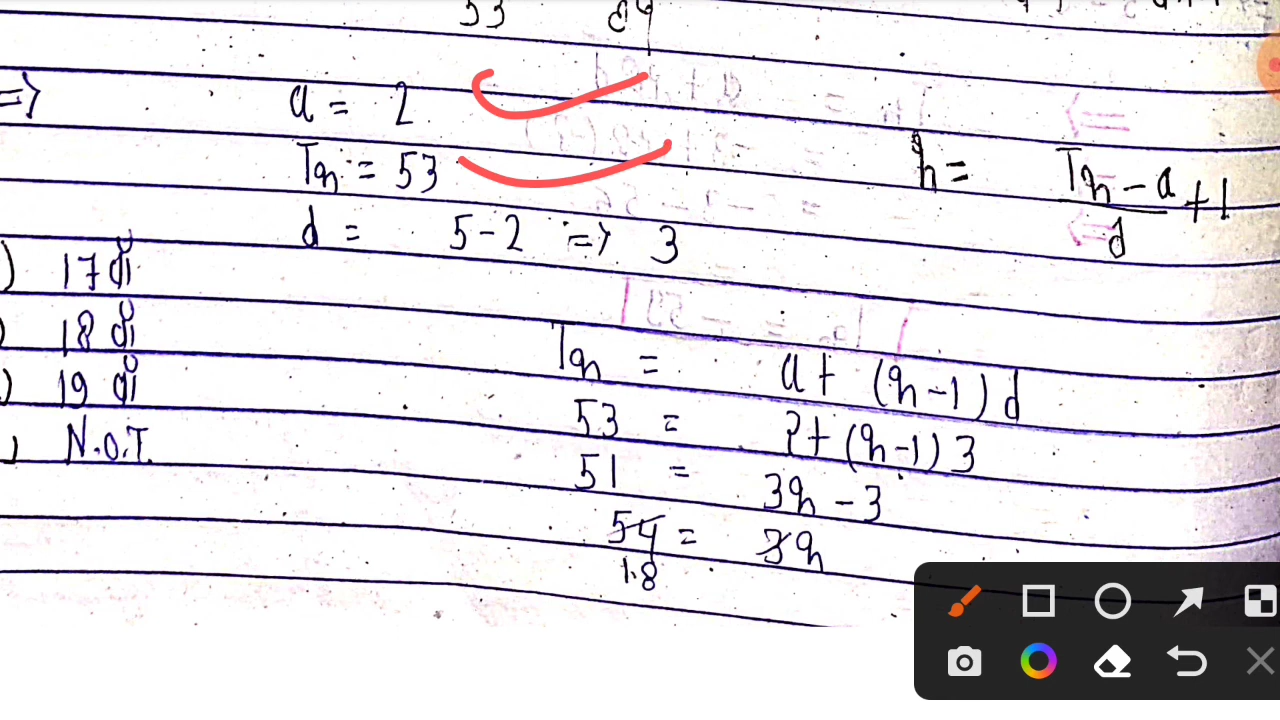 => a = 2
Tn = 53
n = Tn - a / d + 1
d = 5-2 => 3
) 17 वाँ
) 18 वाँ
) 19 वाँ
) N.O.T.
Tn = a + (n-1) d
53 = 2 + (n-1) 3
51 = 3n - 3
54 = 3n
18